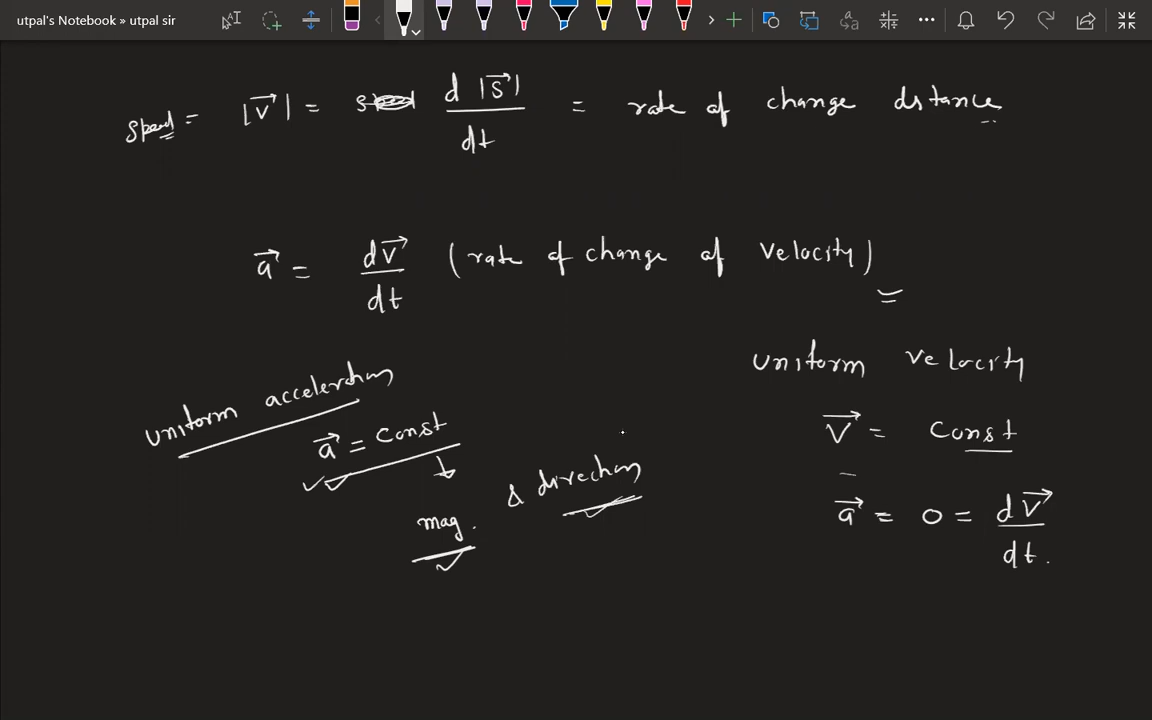 utpal's Notebook » utpal sir
speed = |v⃗| = d |s⃗| / dt = rate of change distance
a⃗ = dv⃗ / dt (rate of change of velocity)
uniform acceleration
a⃗ = const
mag. & direction
uniform velocity
v⃗ = const
a⃗ = 0 = dv⃗ / dt.